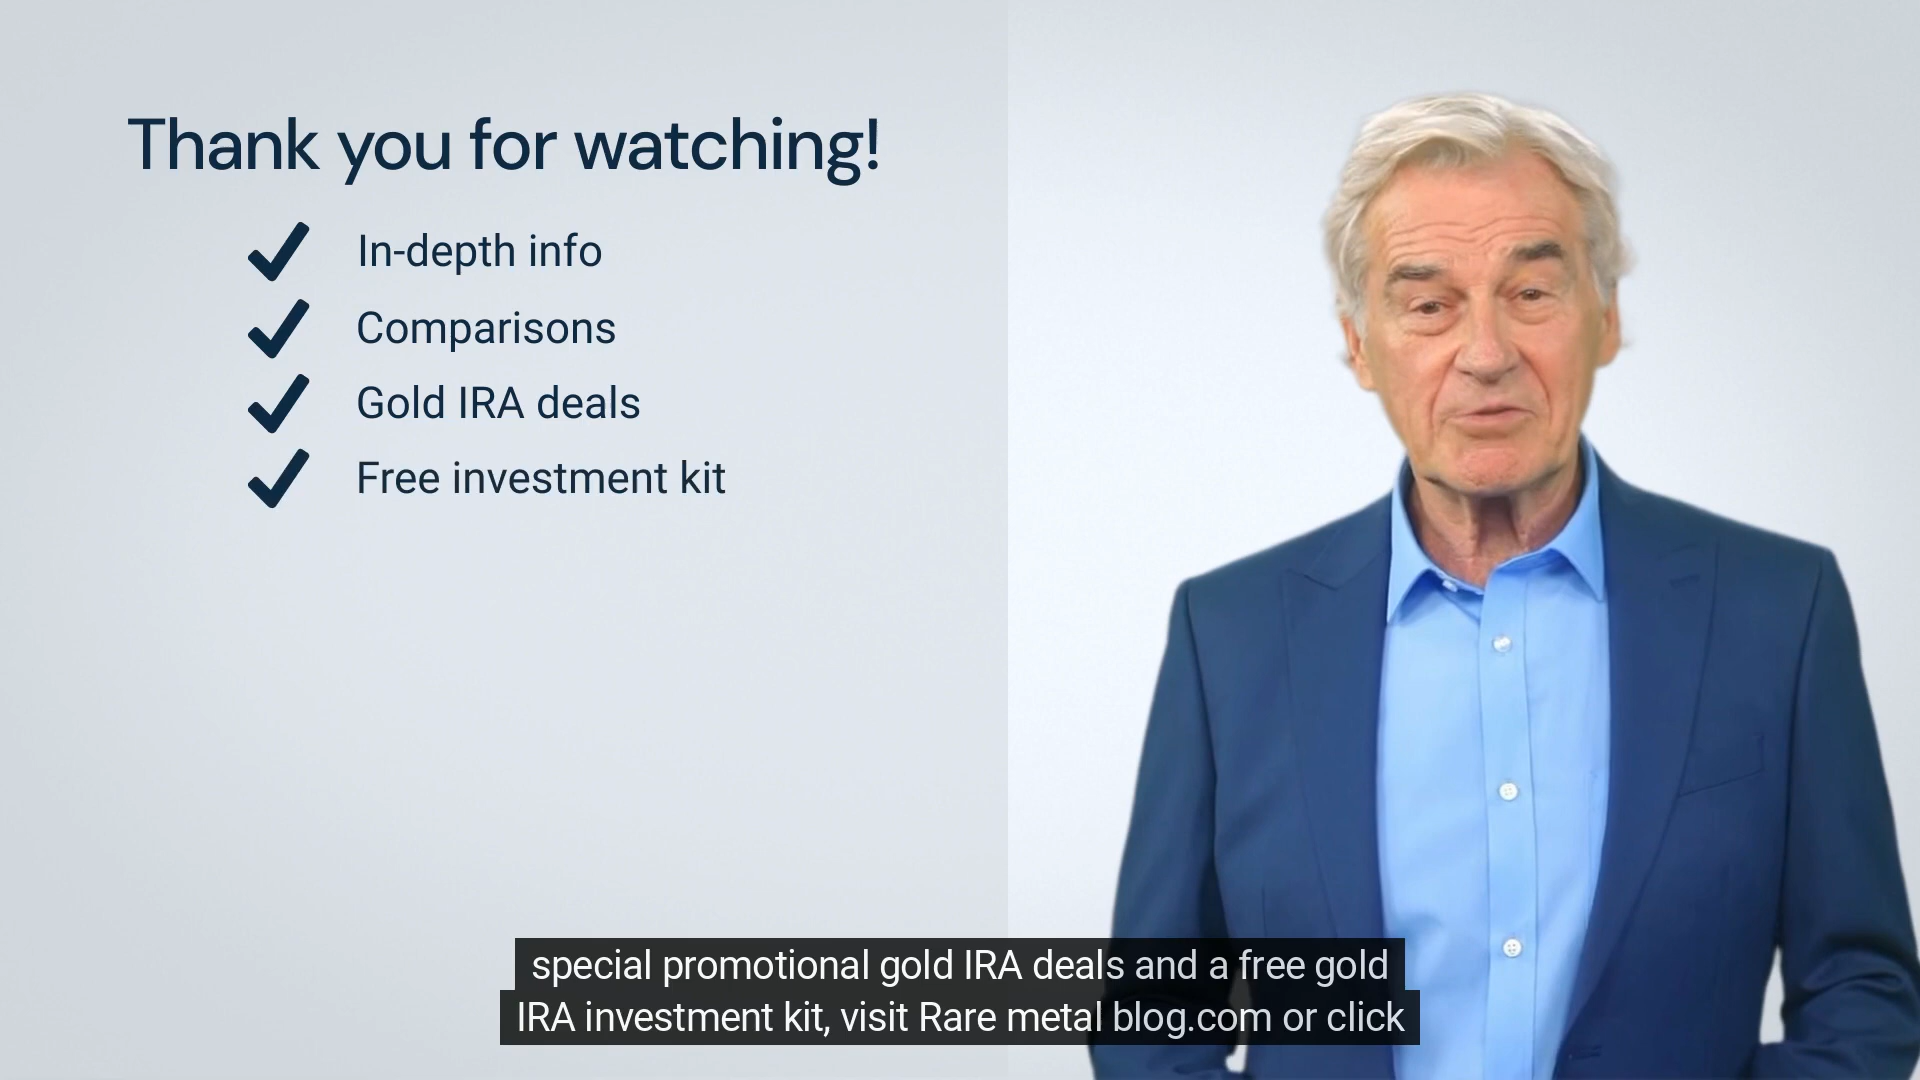 Thank you for watching!
In-depth info
Comparisons
Gold IRA deals
Free investment kit
special promotional gold IRA deals and a free gold
IRA investment kit, visit Rare metal blog.com or click